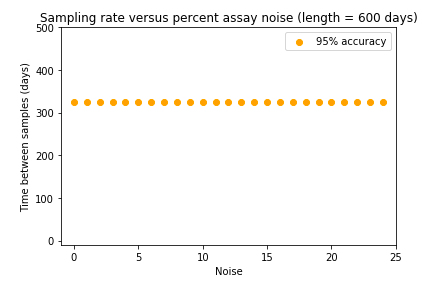 Sampling rate versus percent assay noise (length = 600 days)
95% accuracy
Time between samples (days)
500
400
300
200
100
0
0 5 10 15 20 25
Noise